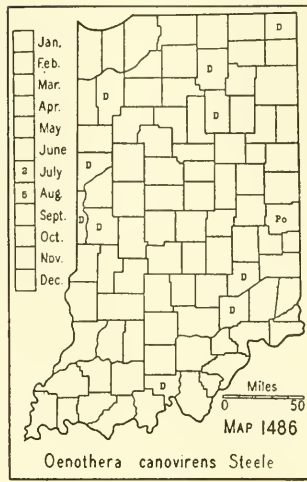 Jan.
Feb.
Mar.
Apr.
May
June
2 July
5 Aug.
Sept.
Oct.
Nov.
Dec.
D
D
D
D
D
D D
Po
D
D
D
Miles
0 50
MAP 1486
Oenothera canovirens Steele